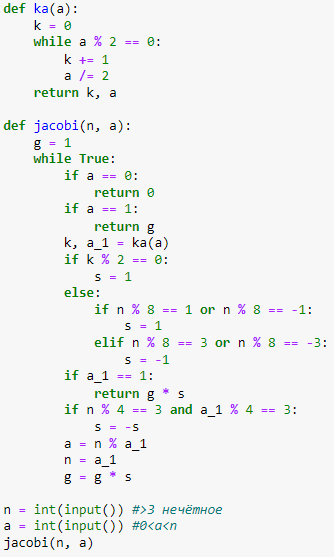 def ka(a):
    k = 0
    while a % 2 == 0:
        k += 1
        a /= 2
    return k, a

def jacobi(n, a):
    g = 1
    while True:
        if a == 0:
            return 0
        if a == 1:
            return g
        k, a_1 = ka(a)
        if k % 2 == 0:
            s = 1
        else:
            if n % 8 == 1 or n % 8 == -1:
                s = 1
            elif n % 8 == 3 or n % 8 == -3:
                s = -1
        if a_1 == 1:
            return g * s
        if n % 4 == 3 and a_1 % 4 == 3:
            s = -s
        a = n % a_1
        n = a_1
        g = g * s

n = int(input()) #>3 нечётное
a = int(input()) #0<a<n
jacobi(n, a)